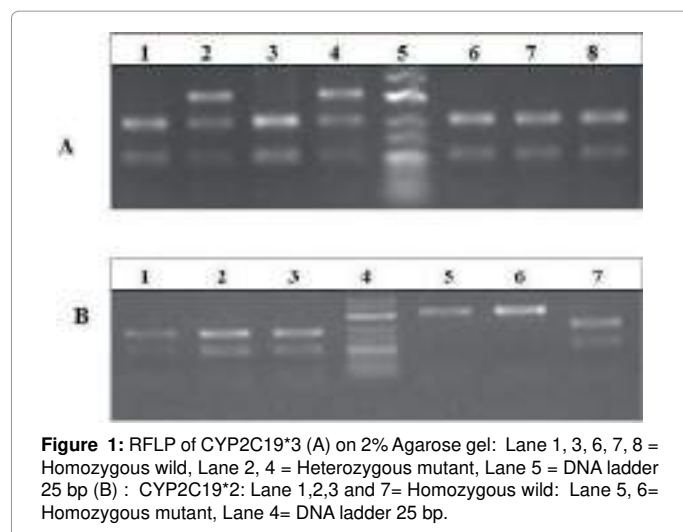 1 2 3 4 5 6 7 8
A
1 2 3 4 5 6 7
B
Figure 1: RFLP of CYP2C19*3 (A) on 2% Agarose gel: Lane 1, 3, 6, 7, 8 =
Homozygous wild, Lane 2, 4 = Heterozygous mutant, Lane 5 = DNA ladder
25 bp (B) : CYP2C19*2: Lane 1,2,3 and 7= Homozygous wild: Lane 5, 6=
Homozygous mutant, Lane 4= DNA ladder 25 bp.